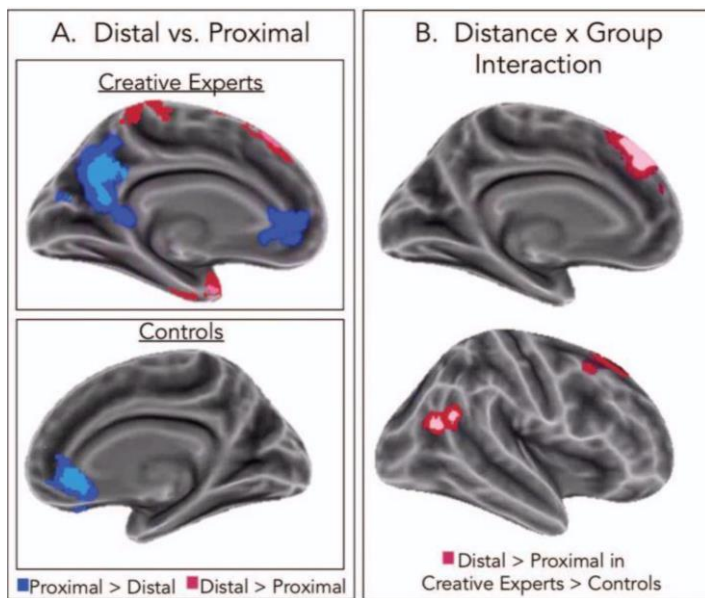 A. Distal vs. Proximal
Creative Experts
Controls
Proximal > Distal Distal > Proximal
B. Distance x Group
Interaction
Distal > Proximal in
Creative Experts > Controls